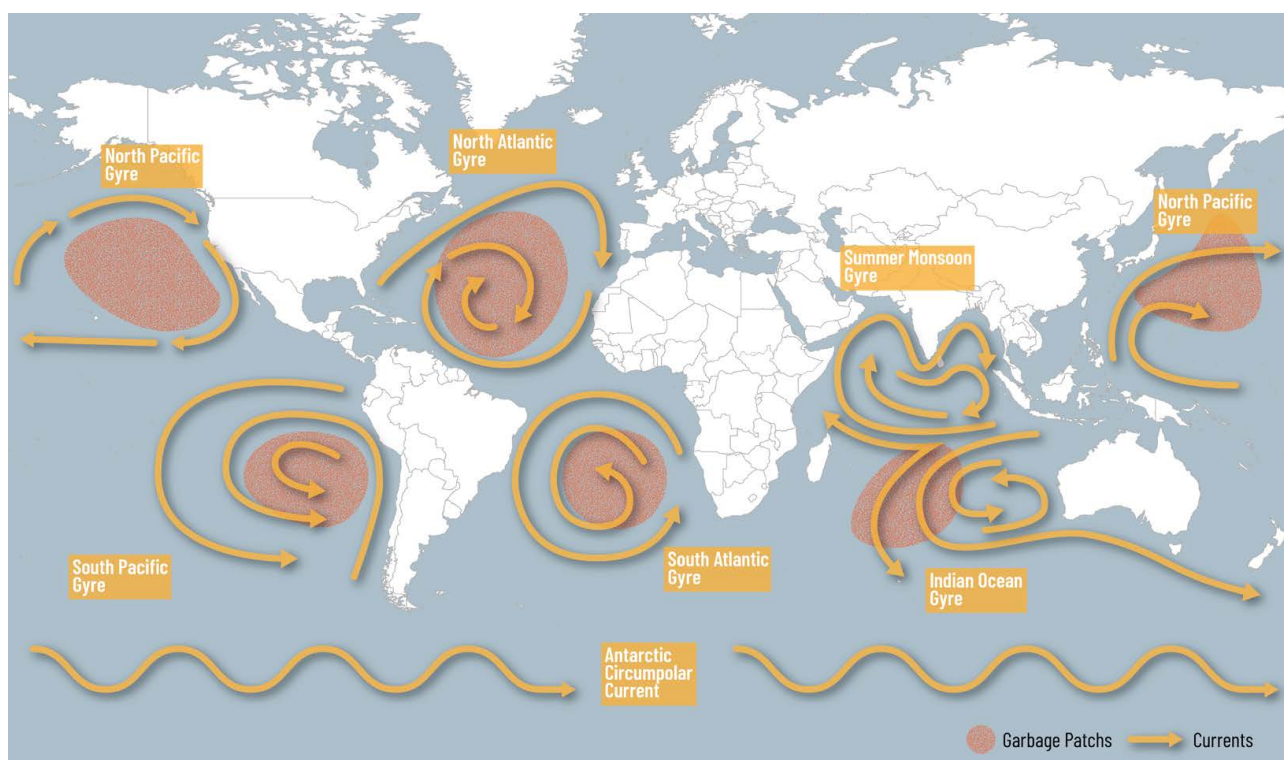 North Atlantic
Gyre
North Pacific
Gyre
North Pacific
Gyre
Summer Monsoon
Gyre
South Pacific
Gyre
South Atlantic
Gyre
Indian Ocean
Gyre
Antarctic
Circumpolar
Current
Garbage Patchs
Currents